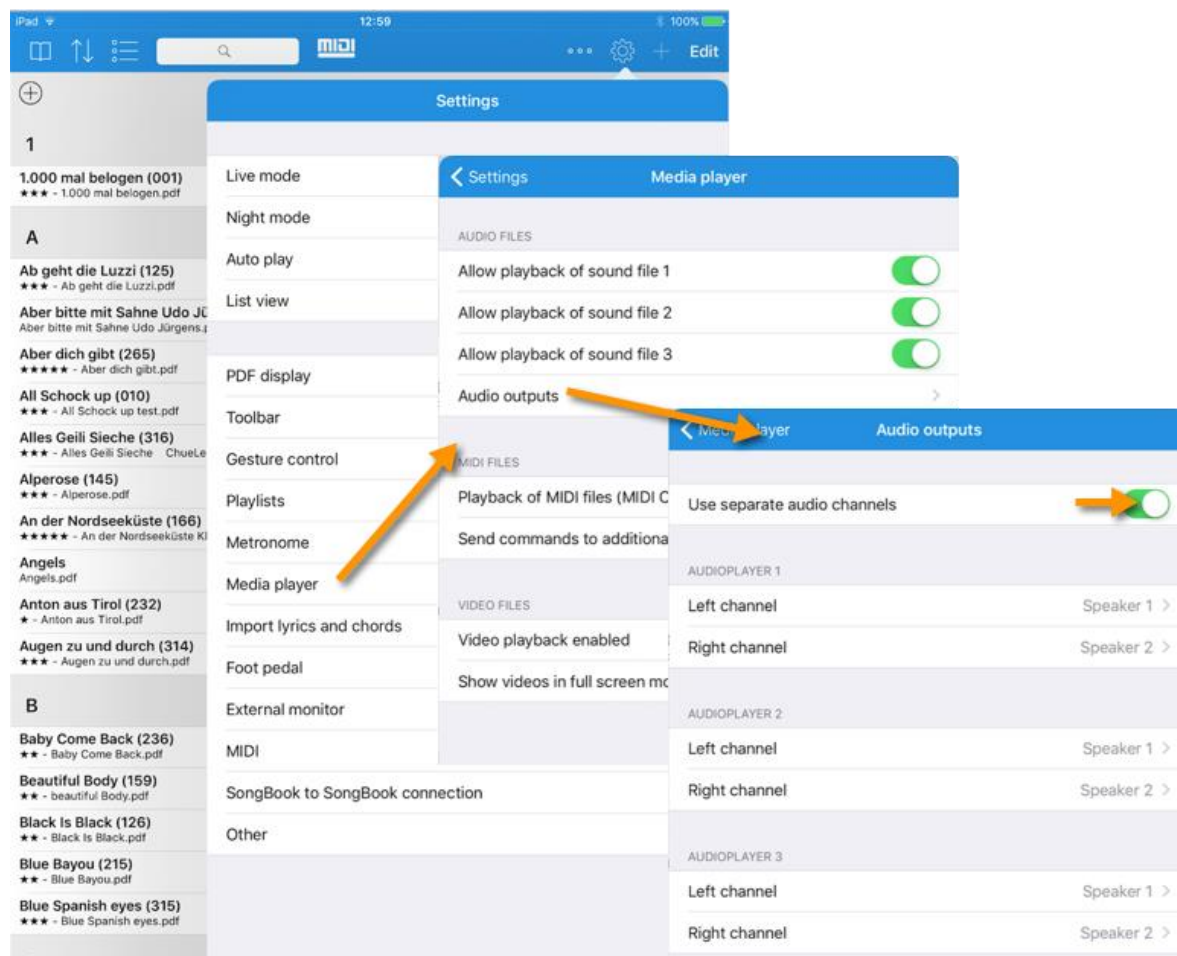 iPad
12:59
100%
MIDI
Edit
1
1.000 mal belogen (001)
★★★ - 1.000 mal belogen.pdf
A
Ab geht die Luzzi (125)
★★★ - Ab geht die Luzzi.pdf
Aber bitte mit Sahne Udo Jü
Aber bitte mit Sahne Udo Jürgens.p
Aber dich gibt (265)
★★★★★ - Aber dich gibt.pdf
All Schock up (010)
★★★ - All Schock up test.pdf
Alles Geili Sieche (316)
★★★ - Alles Geili Sieche ChueLe
Alperose (145)
★★★ - Alperose.pdf
An der Nordseeküste (166)
★★★★★ - An der Nordseeküste Kl
Angels
Angels.pdf
Anton aus Tirol (232)
★ - Anton aus Tirol.pdf
Augen zu und durch (314)
★★★ - Augen zu und durch.pdf
B
Baby Come Back (236)
★★ - Baby Come Back.pdf
Beautiful Body (159)
★★ - beautiful Body.pdf
Black Is Black (126)
★★ - Black Is Black.pdf
Blue Bayou (215)
★★ - Blue Bayou.pdf
Blue Spanish eyes (315)
★★★ - Blue Spanish eyes.pdf
Settings
Live mode
Night mode
Auto play
List view
PDF display
Toolbar
Gesture control
Playlists
Metronome
Media player
Import lyrics and chords
Foot pedal
External monitor
MIDI
SongBook to SongBook connection
Other
Settings
Media player
AUDIO FILES
Allow playback of sound file 1
Allow playback of sound file 2
Allow playback of sound file 3
Audio outputs
MIDI FILES
Playback of MIDI files (MIDI C
Send commands to additiona
VIDEO FILES
Video playback enabled
Show videos in full screen mo
Media player
Audio outputs
Use separate audio channels
AUDIOPLAYER 1
Left channel Speaker 1
Right channel Speaker 2
AUDIOPLAYER 2
Left channel Speaker 1
Right channel Speaker 2
AUDIOPLAYER 3
Left channel Speaker 1
Right channel Speaker 2